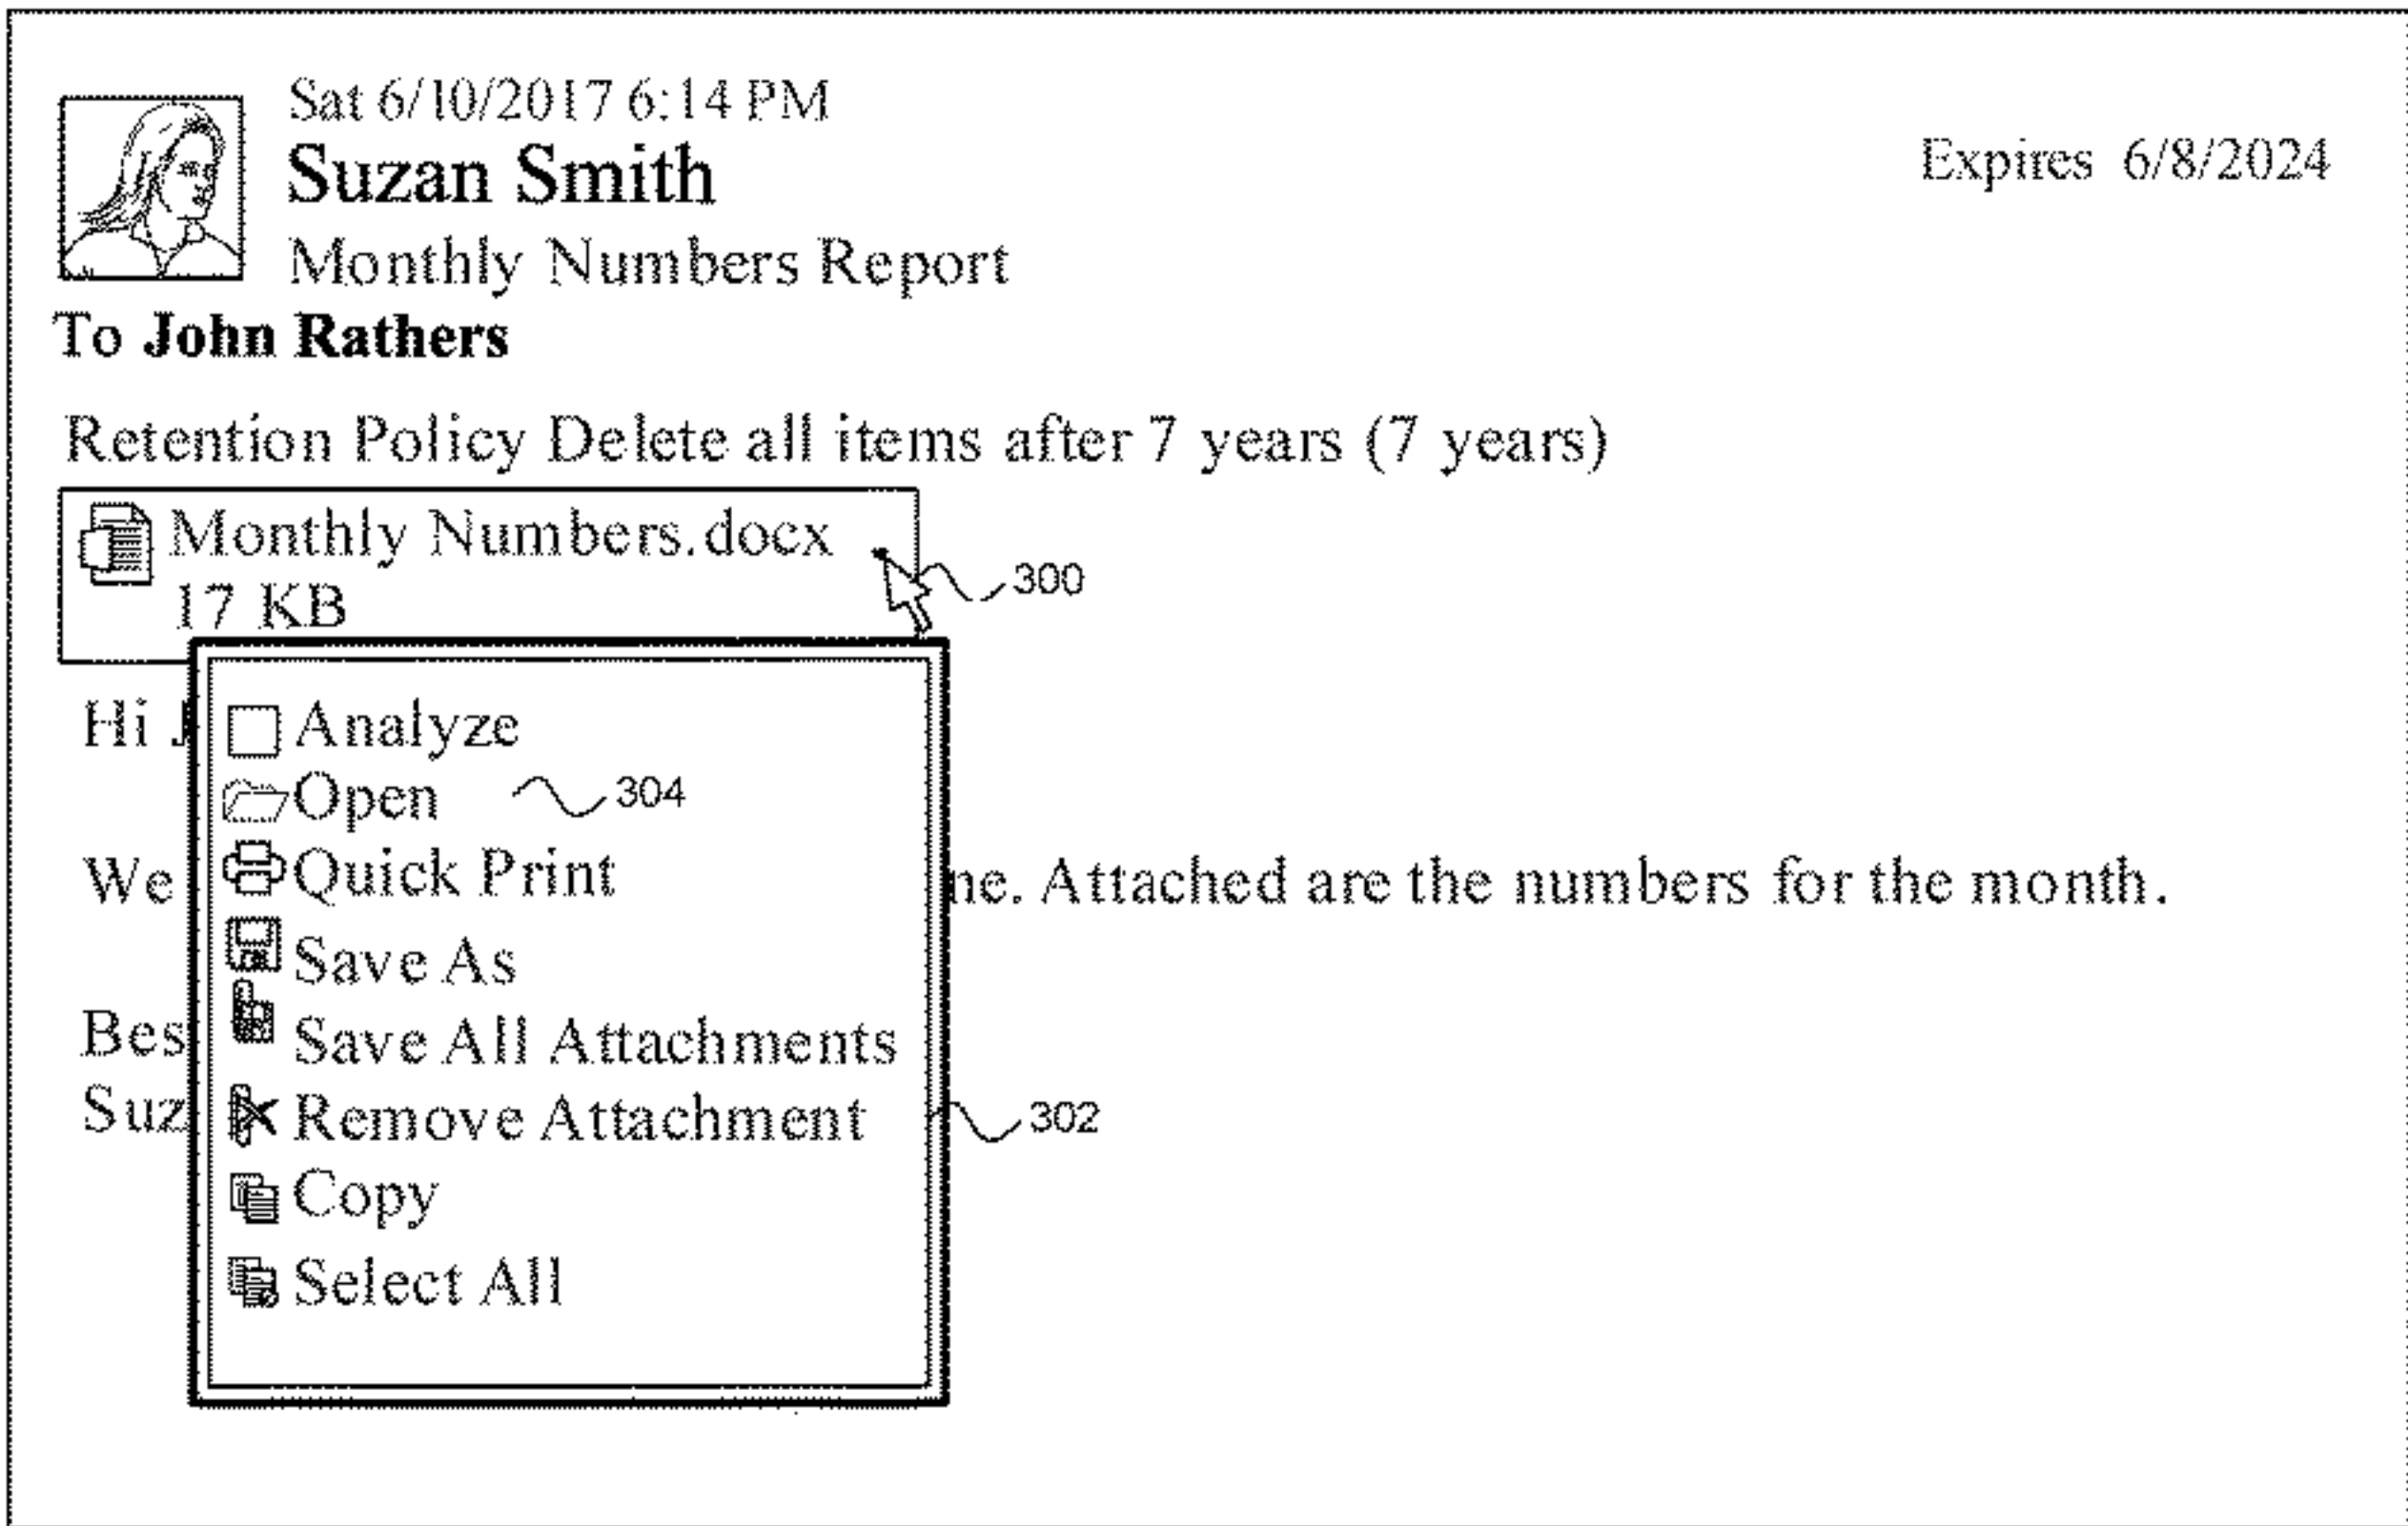 Sat 6/10/2017 6:14 PM
Suzan Smith
Expires 6/8/2024
Monthly Numbers Report
To John Rathers
Retention Policy Delete all items after 7 years (7 years)
Monthly Numbers.docx
300
17 KB
Hi J
Analyze
Open
304
Quick Print
We
ne. Attached are the numbers for the month.
Save As
Bes
Save All Attachments
Suz
Remove Attachment
302
Copy
Select All